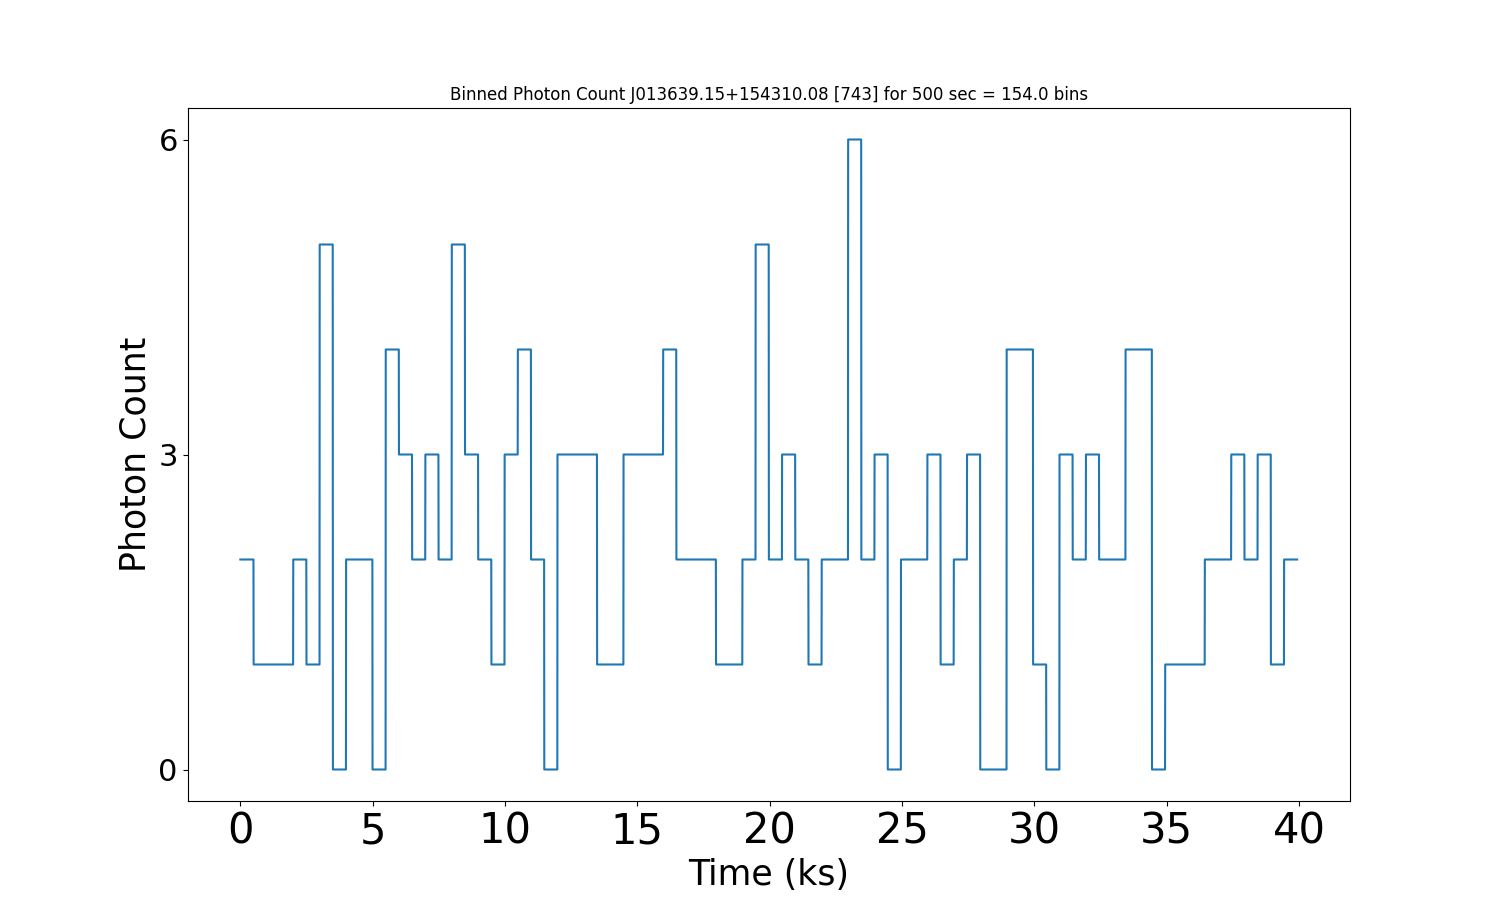 Binned Photon Count J013639.15+154310.08 [743] for 500 sec = 154.0 bins
6
3
0
Photon Count
0 5 10 15 20 25 30 35 40
Time (ks)